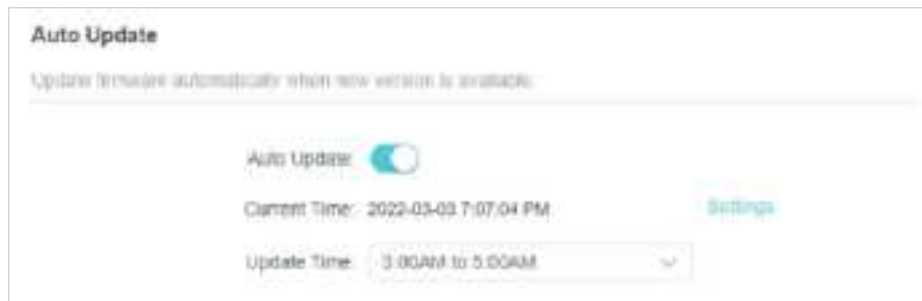 Auto Update
Update firmware automatically when new version is available.
Auto Update:
Current Time: 2022-03-03 7:07:04 PM Settings
Update Time: 3:00AM to 5:00AM